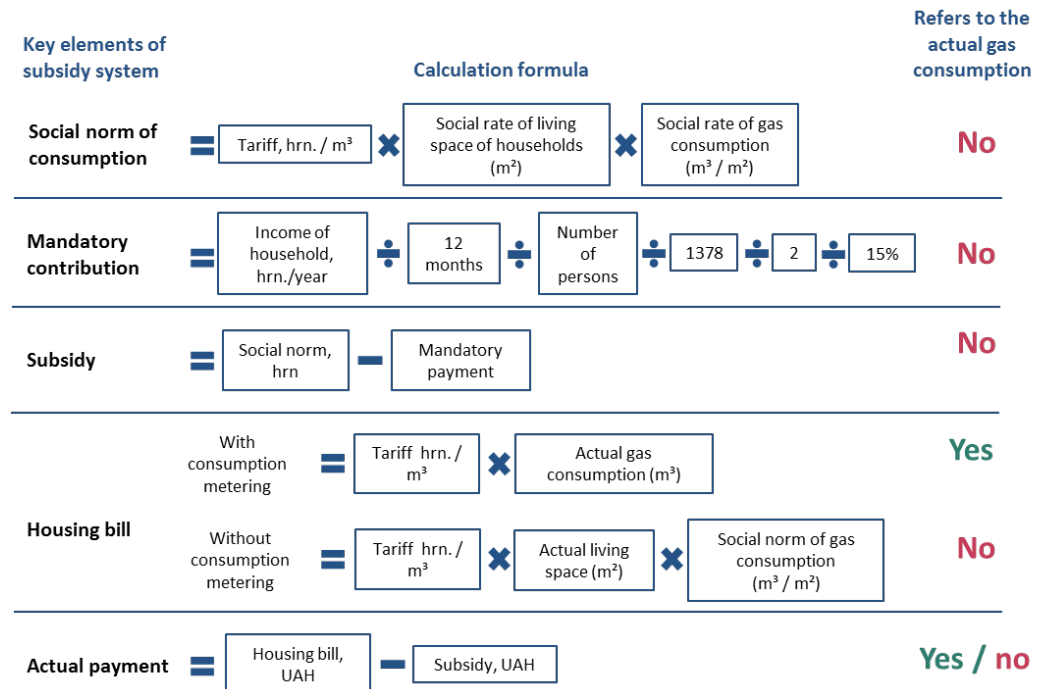 Key elements of
subsidy system
Calculation formula
Refers to the
actual gas
consumption
Social norm of
consumption
=
Tariff, hrn. / m³
×
Social rate of living
space of households
(m²)
×
Social rate of gas
consumption
(m³ / m²)
No
Mandatory
contribution
=
Income of
household,
hrn./year
÷
12
months
÷
Number
of
persons
÷
1378
÷
2
÷
15%
No
Subsidy
=
Social norm,
hrn
−
Mandatory
payment
No
Housing bill
With
consumption
metering
=
Tariff hrn. /
m³
×
Actual gas
consumption (m³)
Yes
Without
consumption
metering
=
Tariff hrn. /
m³
×
Actual living
space (m²)
×
Social norm of gas
consumption
(m³ / m²)
No
Actual payment
=
Housing bill,
UAH
−
Subsidy, UAH
Yes / no